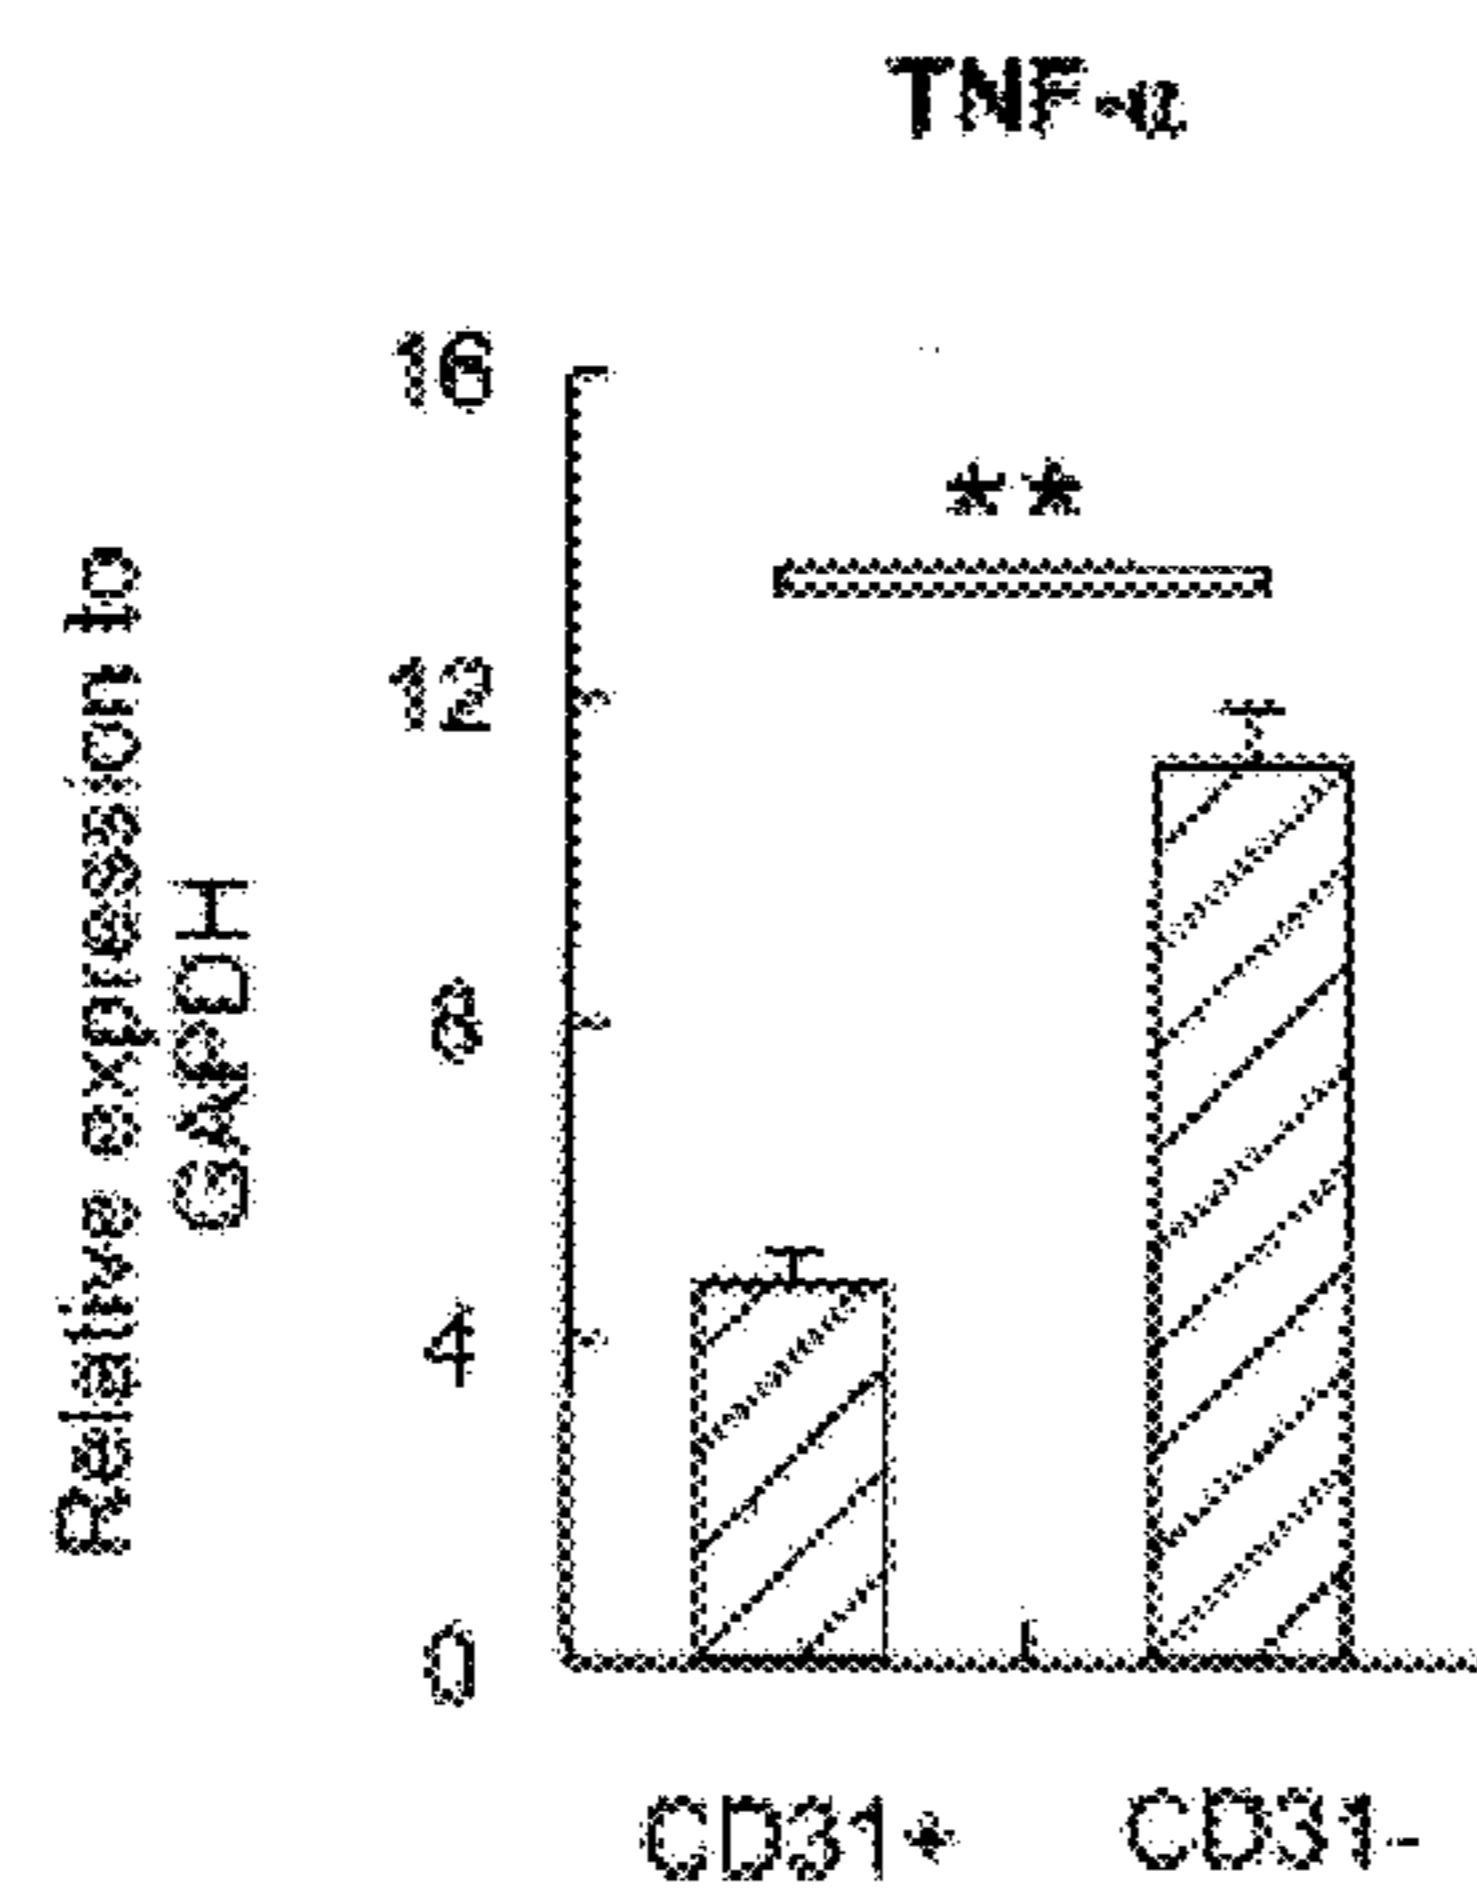 TNF-α
Relative expression to
GAPDH
16
**
12
8
4
0
CD31+ CD31-